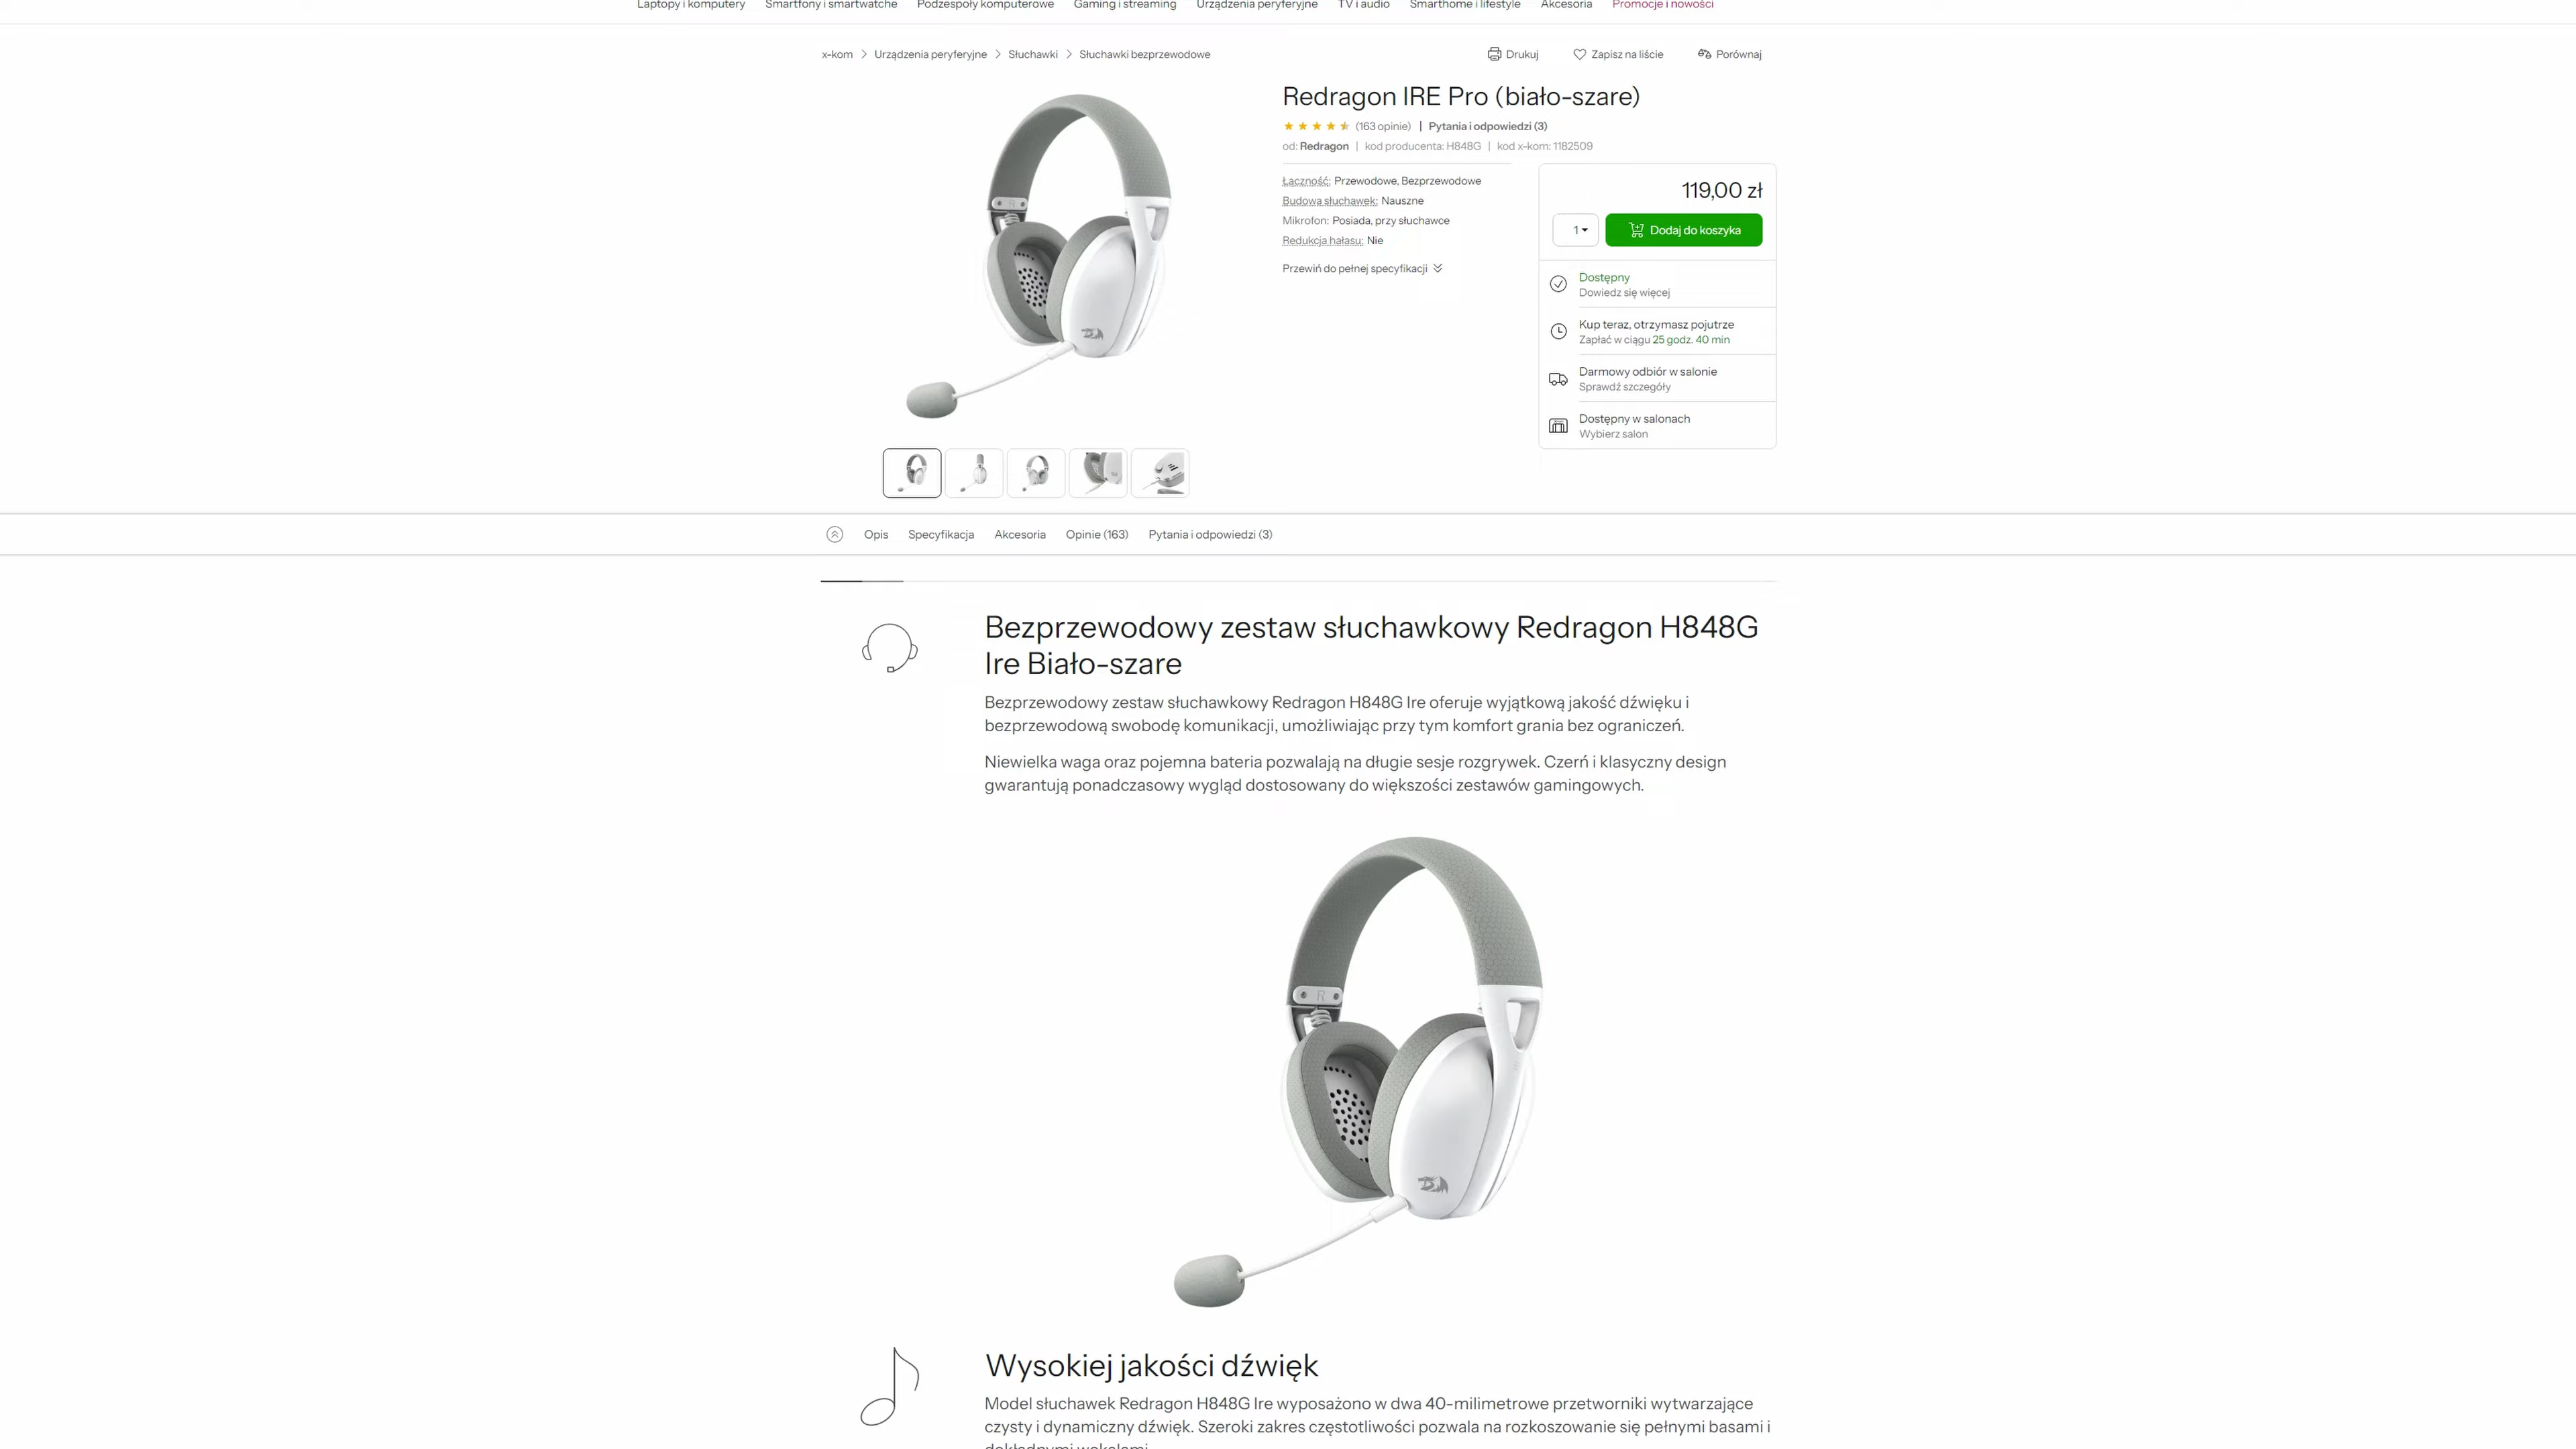 Laptopy i komputery Smartfony i smartwatche Podzespoły komputerowe Gaming i streaming Urządzenia peryferyjne TV i audio Smarthome i lifestyle Akcesoria Promocje i nowości
x-kom Urządzenia peryferyjne Słuchawki Słuchawki bezprzewodowe
Drukuj Zapisz na liście Porównaj
Redragon IRE Pro (biało-szare)
(163 opinie) | Pytania i odpowiedzi (3)
od: Redragon | kod producenta: H848G | kod x-kom: 1182509
Łączność: Przewodowe, Bezprzewodowe
Budowa słuchawek: Nauszne
Mikrofon: Posiada, przy słuchawce
Redukcja hałasu: Nie
Przewiń do pełnej specyfikacji
119,00 zł
1 Dodaj do koszyka
Dostępny
Dowiedz się więcej
Kup teraz, otrzymasz pojutrze
Zapłać w ciągu 25 godz. 40 min
Darmowy odbiór w salonie
Sprawdź szczegóły
Dostępny w salonach
Wybierz salon
Opis Specyfikacja Akcesoria Opinie (163) Pytania i odpowiedzi (3)
Bezprzewodowy zestaw słuchawkowy Redragon H848G
Ire Biało-szare
Bezprzewodowy zestaw słuchawkowy Redragon H848G Ire oferuje wyjątkową jakość dźwięku i
bezprzewodową swobodę komunikacji, umożliwiając przy tym komfort grania bez ograniczeń.
Niewielka waga oraz pojemna bateria pozwalają na długie sesje rozgrywek. Czerń i klasyczny design
gwarantują ponadczasowy wygląd dostosowany do większości zestawów gamingowych.
R
Wysokiej jakości dźwięk
Model słuchawek Redragon H848G Ire wyposażono w dwa 40-milimetrowe przetworniki wytwarzające
czysty i dynamiczny dźwięk. Szeroki zakres częstotliwości pozwala na rozkoszowanie się pełnymi basami i
dokładnymi wokalami.